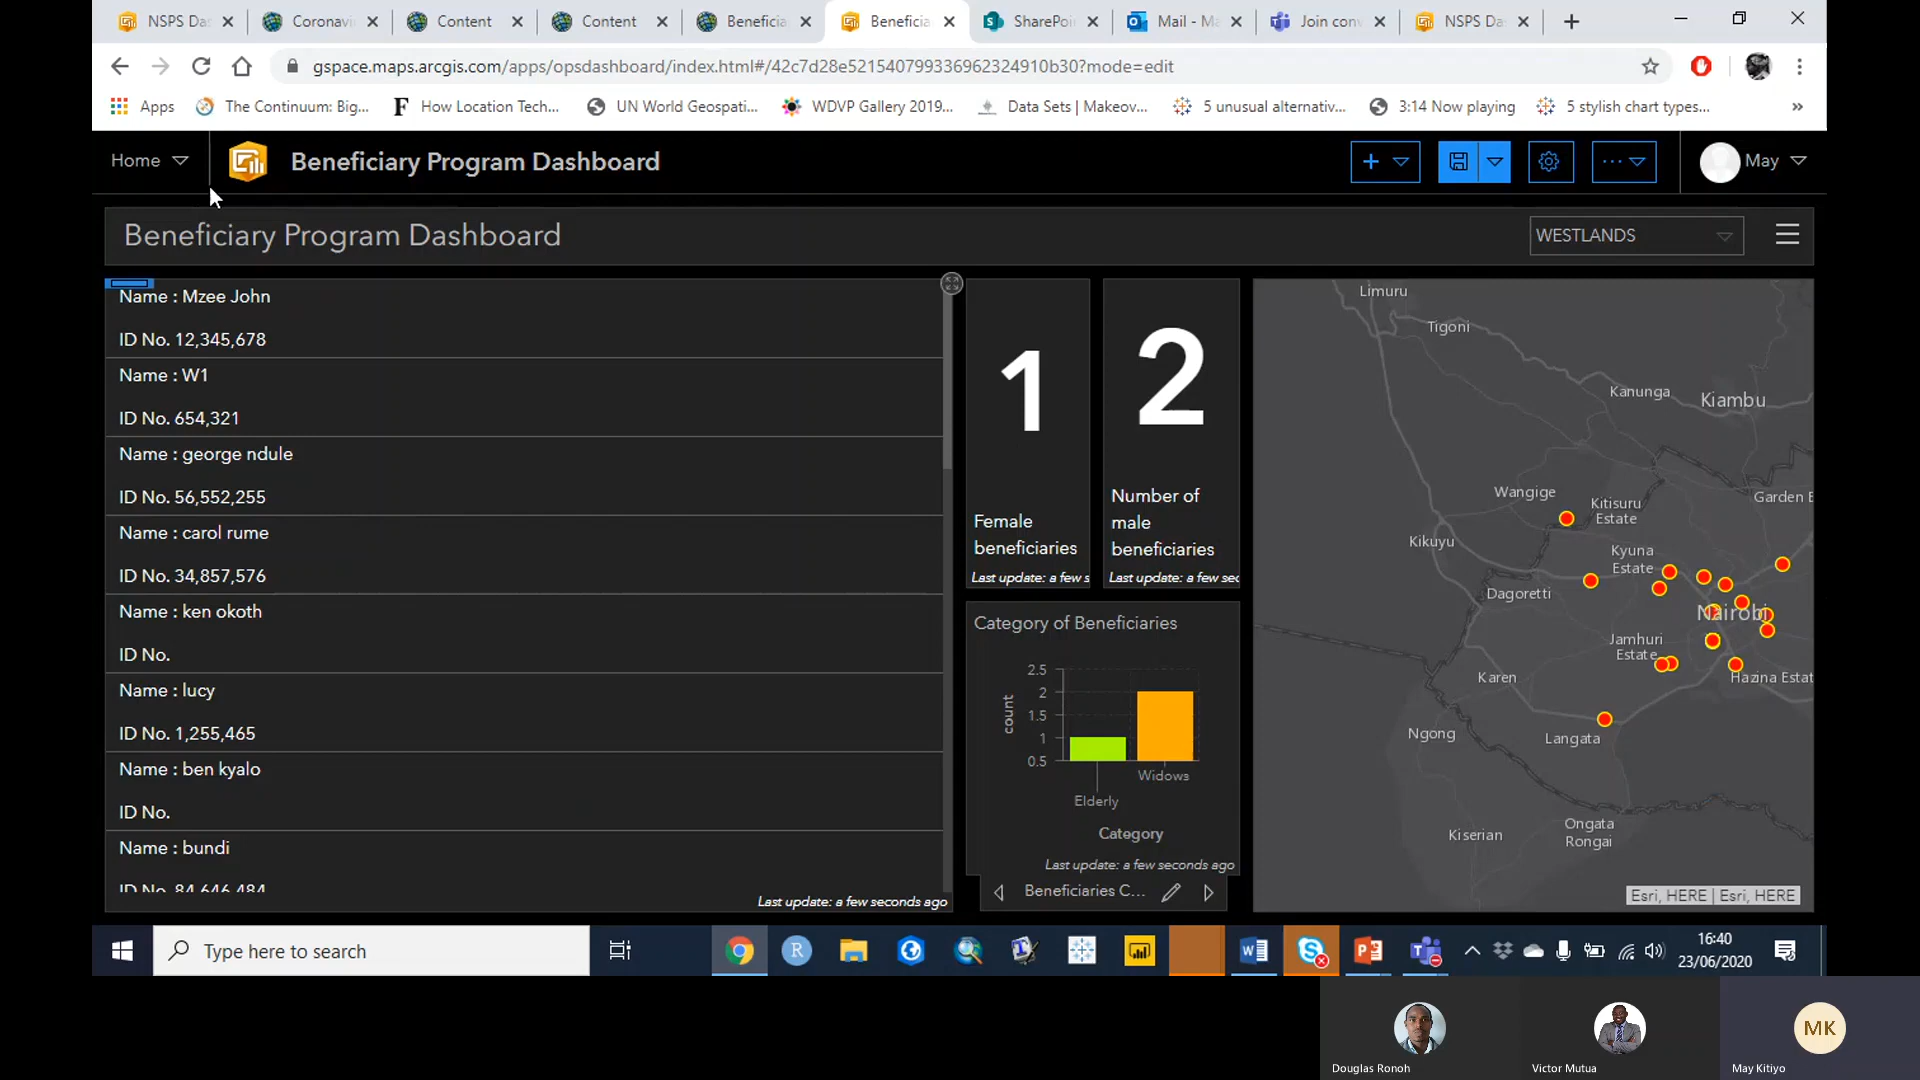 NSPS Da
Coronavi
Content
Content
Beneficia
Beneficia
SharePoi
Mail - Ma
Join con
NSPS Da
gspace.maps.arcgis.com/apps/opsdashboard/index.html#/42c7d28e521540799336962324910b30?mode=edit
Apps
The Continuum: Big...
How Location Tech...
UN World Geospati...
WDVP Gallery 2019...
Data Sets | Makeov...
5 unusual alternativ...
3:14 Now playing
5 stylish chart types...
Home
Beneficiary Program Dashboard
May
Beneficiary Program Dashboard
WESTLANDS
Name : Mzee John
ID No. 12,345,678
Name : W1
ID No. 654,321
Name : george ndule
ID No. 56,552,255
Name : carol rume
ID No. 34,857,576
Name : ken okoth
ID No.
Name : lucy
ID No. 1,255,465
Name : ben kyalo
ID No.
Name : bundi
ID No. 84,646,484
Last update: a few seconds ago
1
Female
beneficiaries
Last update: a few s
2
Number of
male
beneficiaries
Last update: a few sec
Category of Beneficiaries
2.5
2
1.5
1
0.5
count
Widows
Elderly
Category
Last update: a few seconds ago
Beneficiaries C...
Limuru
Tigoni
Kanunga
Kiambu
Wangige
Kitisuru
Estate
Garden E
Kikuyu
Kyuna
Estate
Dagoretti
Nairobi
Jamhuri
Estate
Karen
Hazina Estat
Ngong
Langata
Kiserian
Ongata
Rongai
Esri, HERE | Esri, HERE
Type here to search
16:40
23/06/2020
Douglas Ronoh
Victor Mutua
MK
May Kitiyo